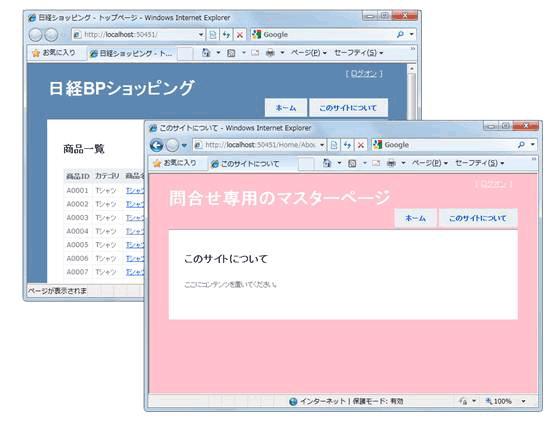 日経ショッピング - トップページ - Windows Internet Explorer
http://localhost:50451/
Google
お気に入り
日経ショッピング - ト...
ページ(P)
セーフティ(S)
[ ログオン ]
日経BPショッピング
ホーム
このサイトについて
商品一覧
商品ID カテゴリ 商品名
A0001 Tシャツ Tシャツ
A0002 Tシャツ Tシャツ
A0003 Tシャツ Tシャツ
A0004 Tシャツ Tシャツ
A0005 Tシャツ Tシャツ
A0006 Tシャツ Tシャツ
A0007 Tシャツ Tシャツ
ページが表示されま
このサイトについて - Windows Internet Explorer
http://localhost:50451/Home/Abou
Google
お気に入り
このサイトについて
ページ(P)
セーフティ(S)
[ ログオン ]
問合せ専用のマスターページ
ホーム
このサイトについて
このサイトについて
ここにコンテンツを置いてください。
インターネット | 保護モード: 有効
100%